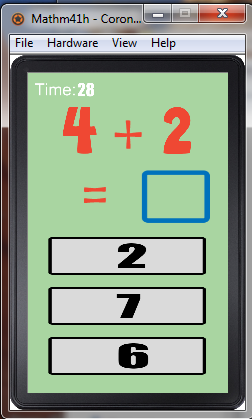 Mathm41h - Coron...
File Hardware View Help
Time:28
4 + 2
=
2
7
6